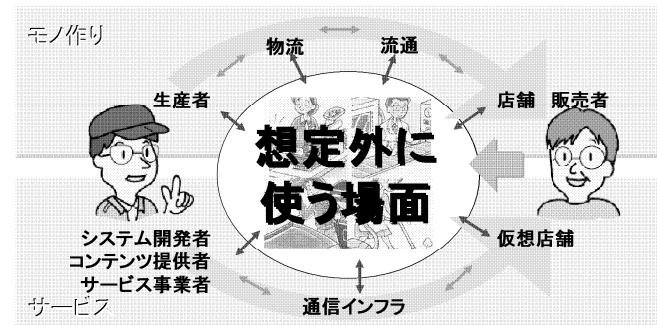 モノ作り
物流
流通
生産者
店舗 販売者
想定外に
使う場面
システム開発者
コンテンツ提供者
サービス事業者
仮想店舗
サービス
通信インフラ